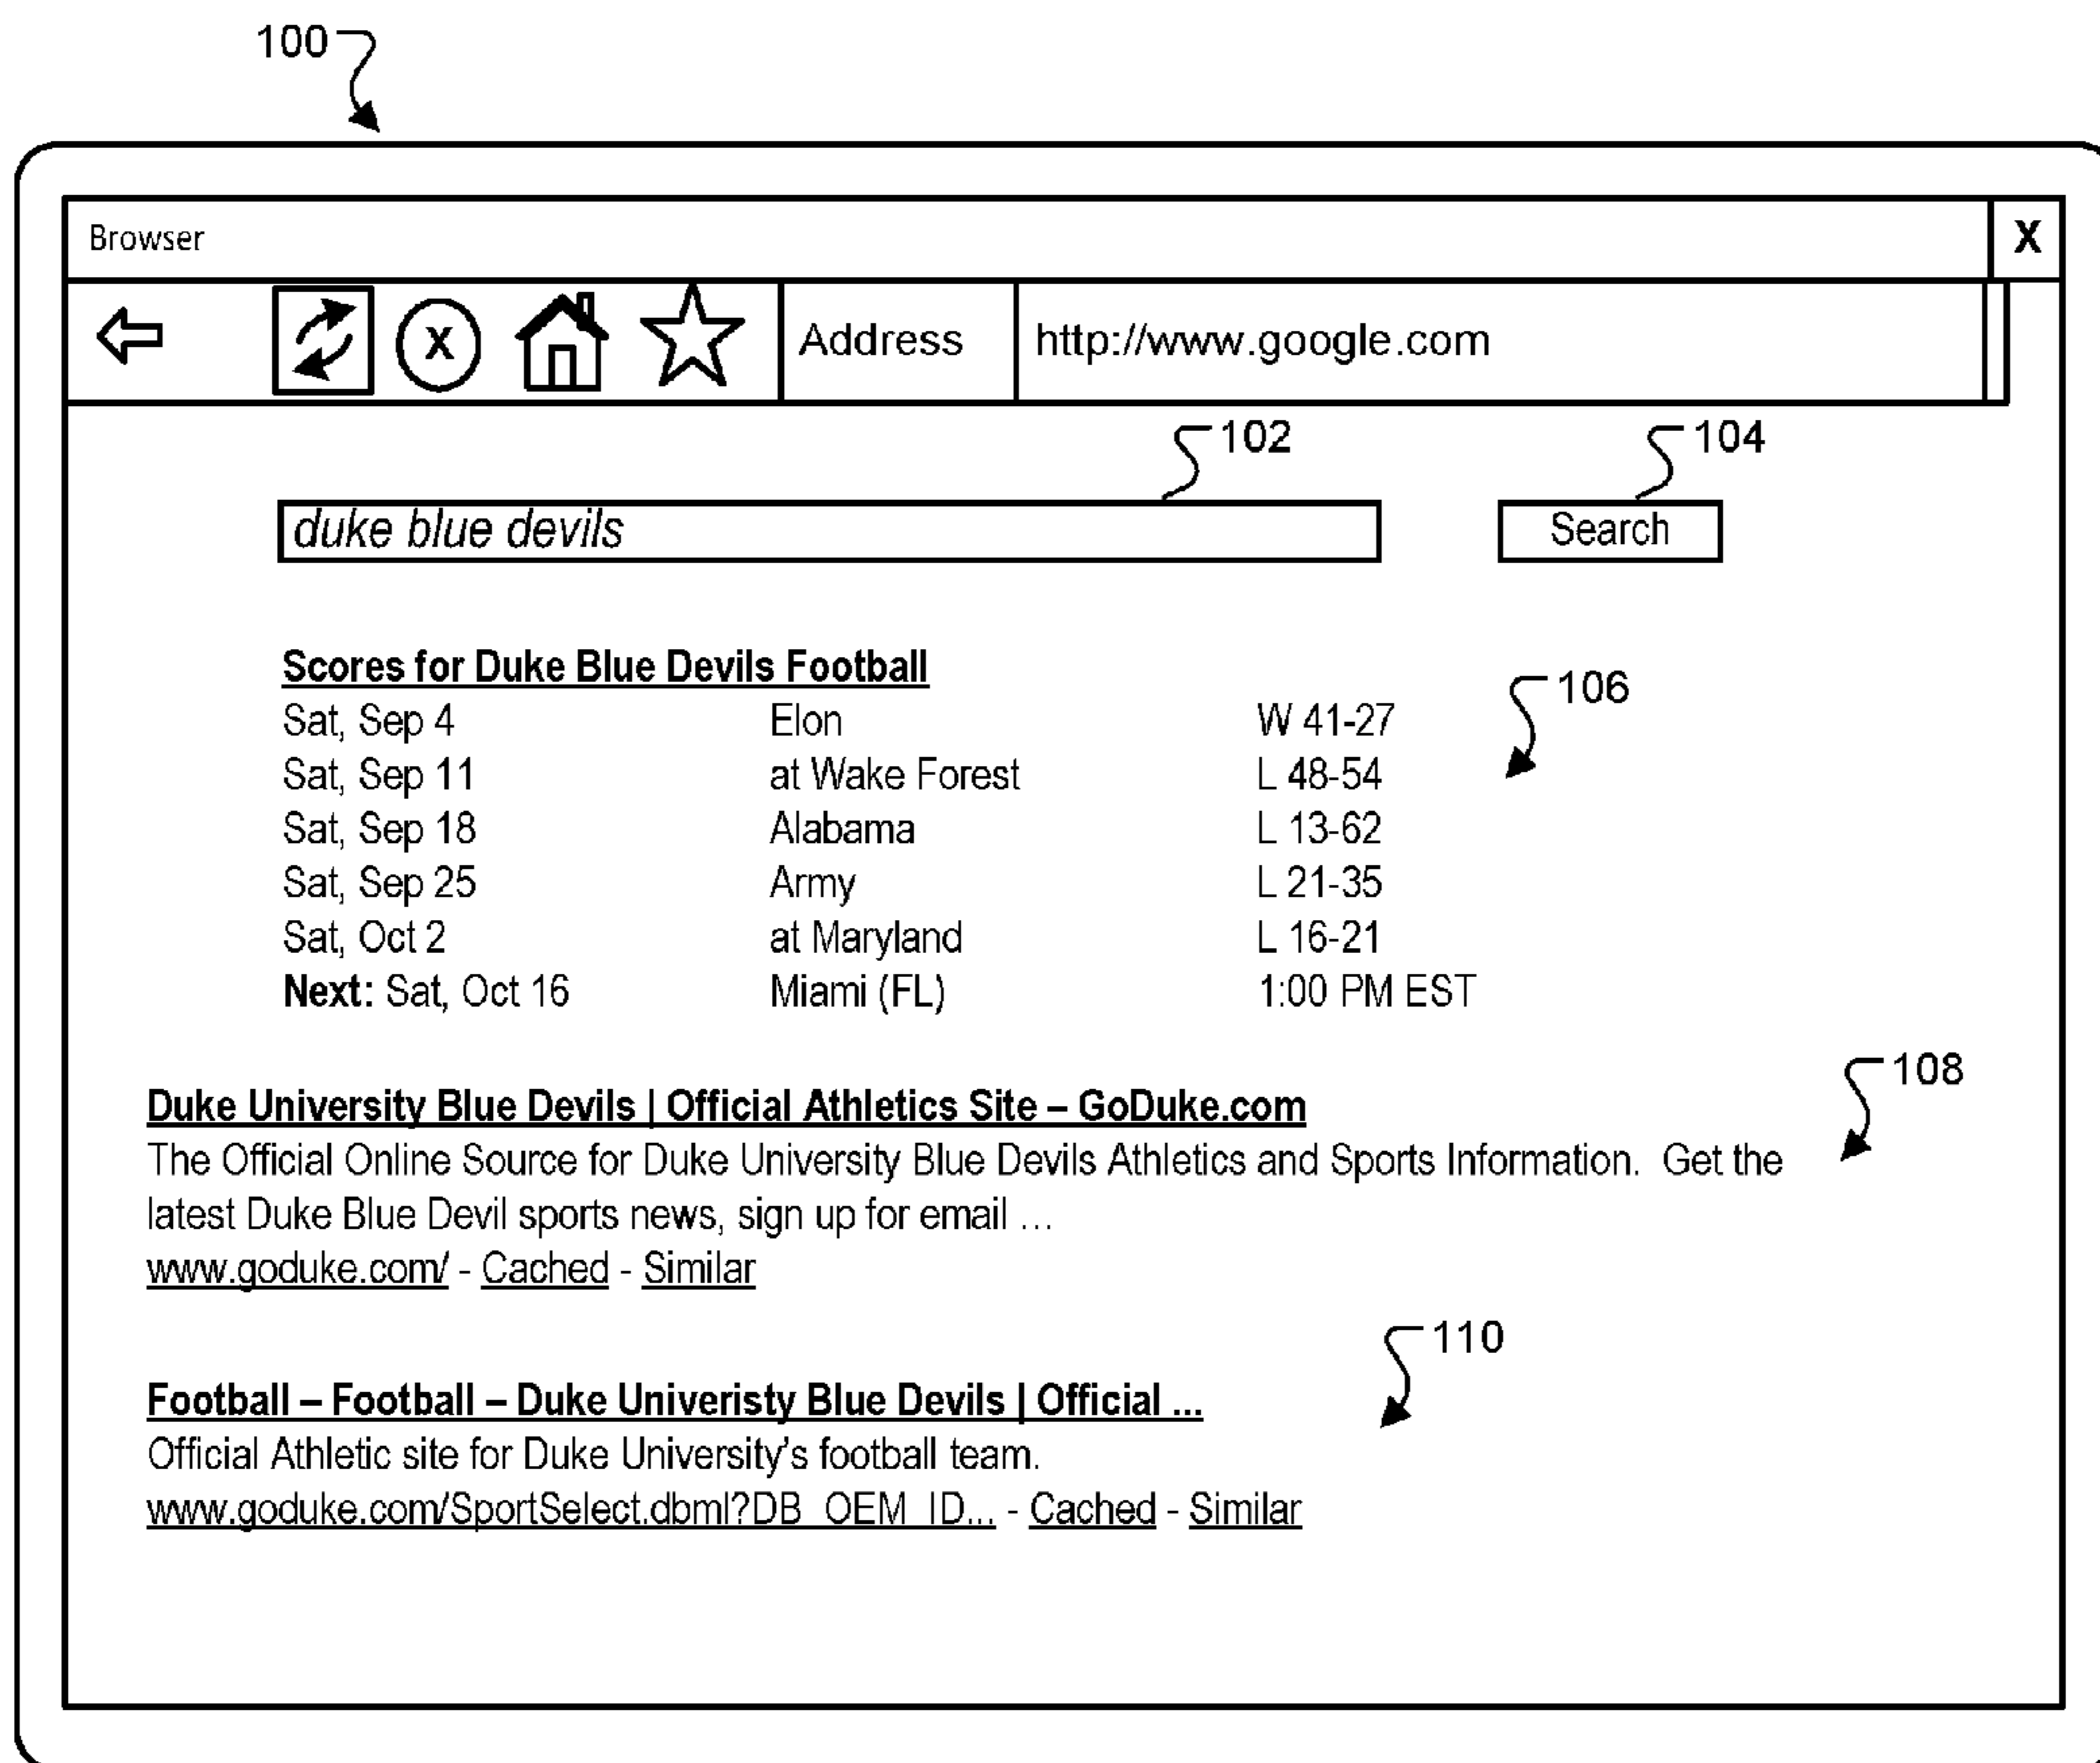 100
Browser X
X Address http://www.google.com
102 104
duke blue devils Search
Scores for Duke Blue Devils Football
106
Sat, Sep 4 Elon W 41-27
Sat, Sep 11 at Wake Forest L 48-54
Sat, Sep 18 Alabama L 13-62
Sat, Sep 25 Army L 21-35
Sat, Oct 2 at Maryland L 16-21
Next: Sat, Oct 16 Miami (FL) 1:00 PM EST
108
Duke University Blue Devils | Official Athletics Site – GoDuke.com
The Official Online Source for Duke University Blue Devils Athletics and Sports Information. Get the
latest Duke Blue Devil sports news, sign up for email ...
www.goduke.com/ - Cached - Similar
110
Football – Football – Duke Univeristy Blue Devils | Official ...
Official Athletic site for Duke University's football team.
www.goduke.com/SportSelect.dbml?DB_OEM_ID... - Cached - Similar